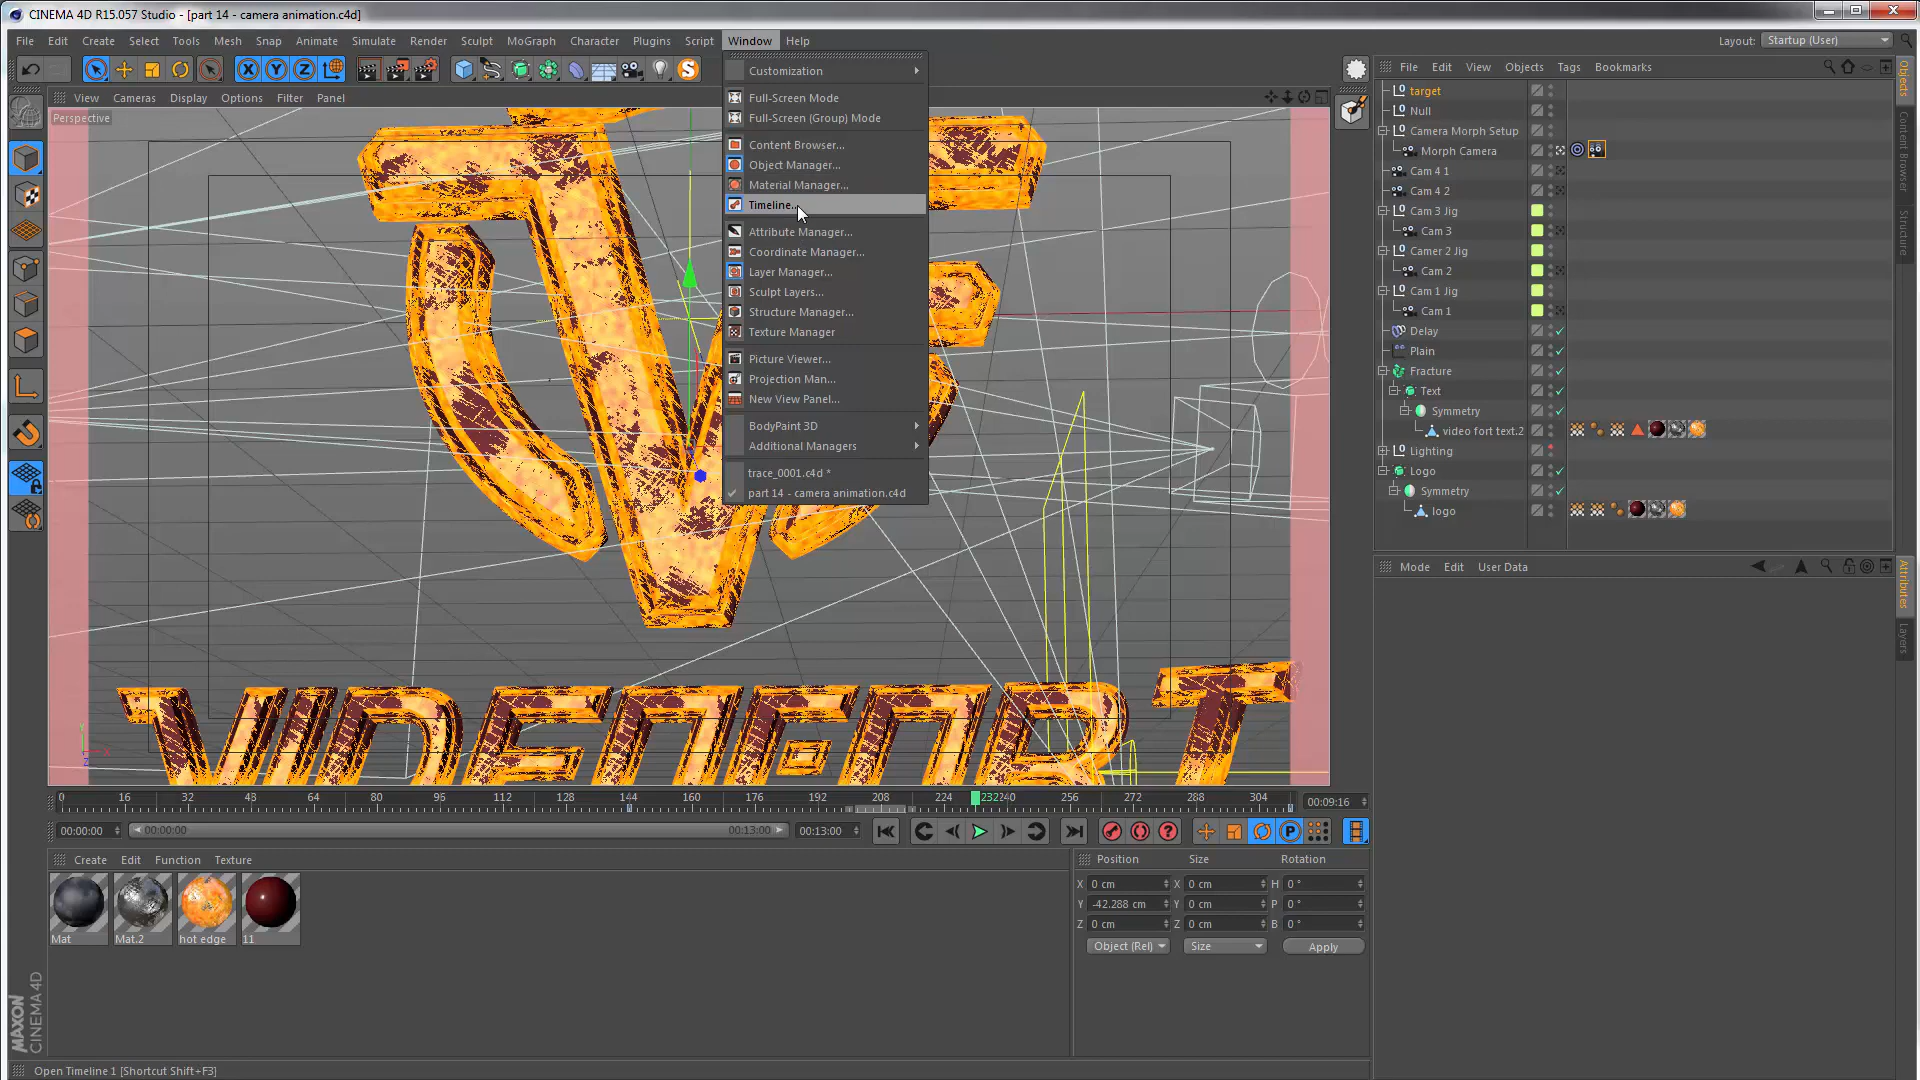 CINEMA 4D R15.057 Studio - [part 14 - camera animation.c4d]
File Edit Create Select Tools Mesh Snap Animate Simulate Render Sculpt MoGraph Character Plugins Script Window Help
Layout: Startup (User)
View Cameras Display Options Filter Panel
Perspective
Customization
Full-Screen Mode
Full-Screen (Group) Mode
Content Browser...
Object Manager...
Material Manager...
Timeline...
Attribute Manager...
Coordinate Manager...
Layer Manager...
Sculpt Layers...
Structure Manager...
Texture Manager
Picture Viewer...
Projection Man...
New View Panel...
BodyPaint 3D
Additional Managers
trace_0001.c4d *
part 14 - camera animation.c4d
File Edit View Objects Tags Bookmarks
target
Null
Camera Morph Setup
Morph Camera
Cam 4 1
Cam 4 2
Cam 3 Jig
Cam 3
Camer 2 Jig
Cam 2
Cam 1 Jig
Cam 1
Delay
Plain
Fracture
Text
Symmetry
video fort text.2
Lighting
Logo
Symmetry
logo
Objects
Content Browser
Structure
Mode Edit User Data
Attributes
Layers
VIDEOFORT
0 16 32 48 64 80 95 112 128 144 160 176 192 208 224 232 240 256 272 288 304
00:09:16
00:00:00 00:00:00 00:13:00 00:13:00
Create Edit Function Texture
Mat Mat.2 hot edge 11
Position Size Rotation
X 0 cm X 0 cm H 0 °
Y -42.288 cm Y 0 cm P 0 °
Z 0 cm Z 0 cm B 0 °
Object (Rel) Size Apply
MAXON
CINEMA 4D
Open Timeline 1 [Shortcut Shift+F3]